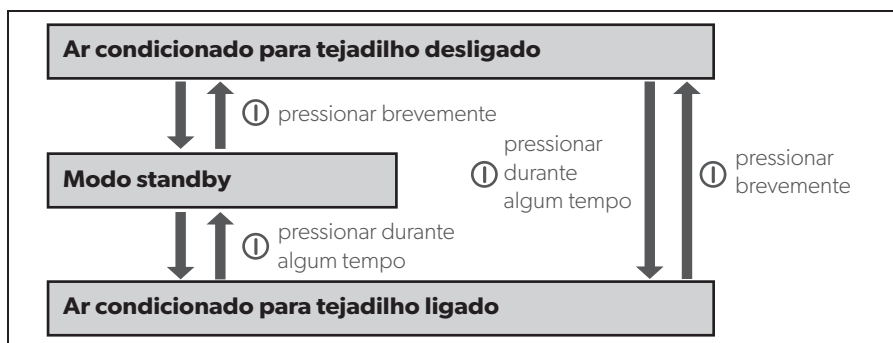 Ar condicionado para tejadilho desligado
pressionar brevemente
Modo standby
pressionar
durante
algum tempo
pressionar
brevemente
pressionar durante
algum tempo
Ar condicionado para tejadilho ligado